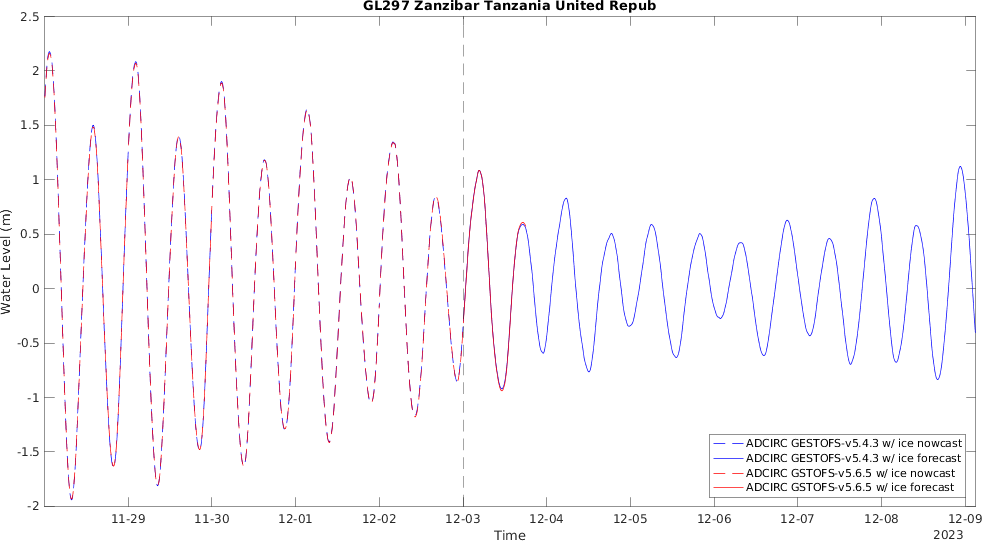 GL297 Zanzibar Tanzania United Repub
2.5
2
1.5
1
0.5
0
-0.5
-1
-1.5
-2
Water Level (m)
ADCIRC GESTOFS-v5.4.3 w/ ice nowcast
ADCIRC GESTOFS-v5.4.3 w/ ice forecast
ADCIRC GSTOFS-v5.6.5 w/ ice nowcast
ADCIRC GSTOFS-v5.6.5 w/ ice forecast
11-29 11-30 12-01 12-02 12-03 12-04 12-05 12-06 12-07 12-08 12-09
2023
Time